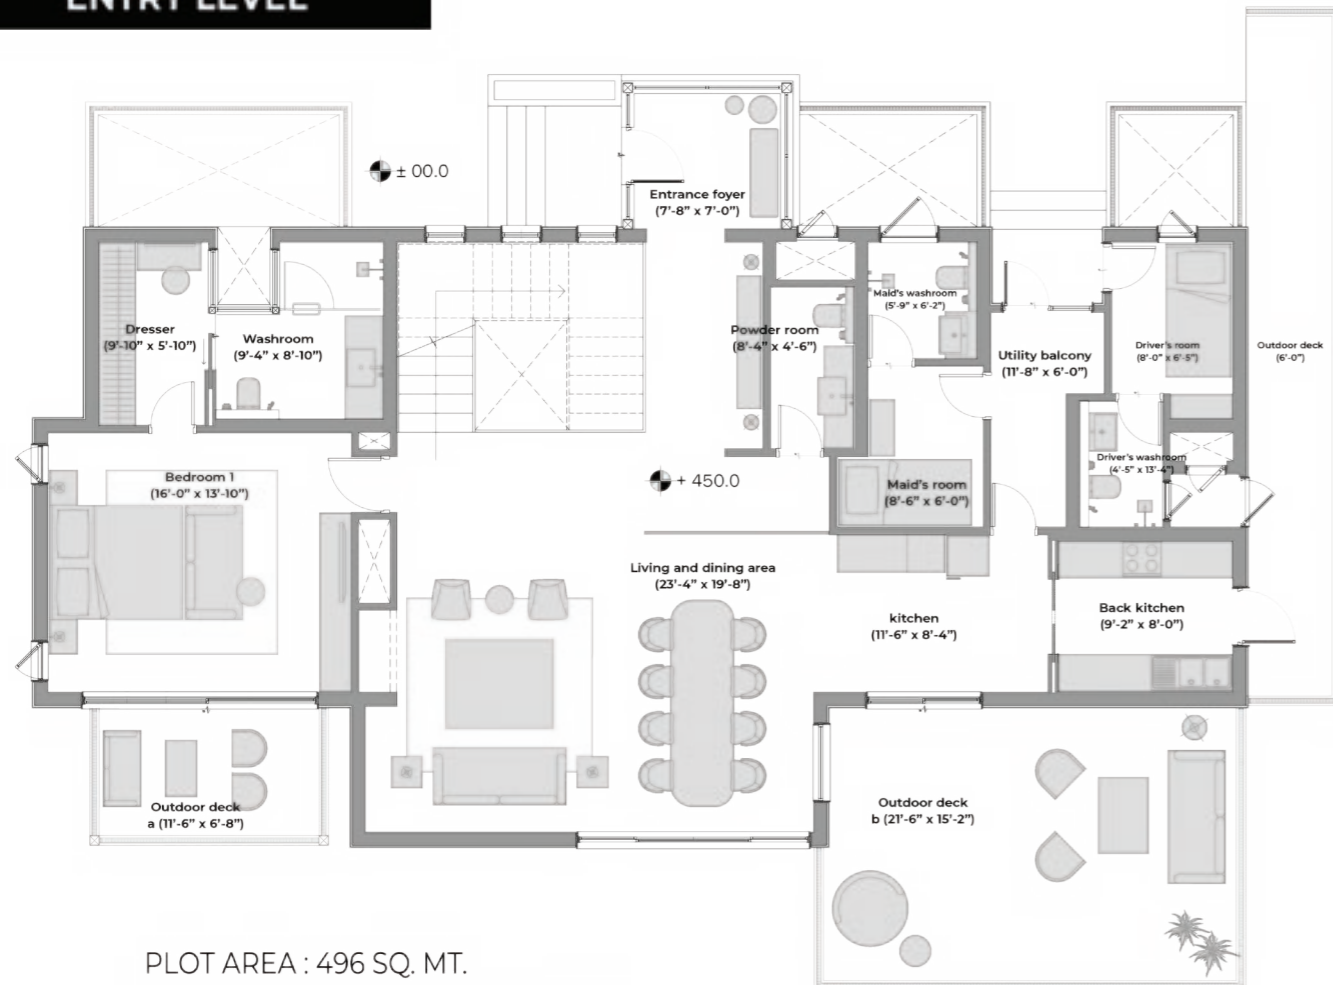 ENTRY LEVEL
± 00.0
Entrance foyer
(7'-8" x 7'-0")
Dresser
(9'-10" x 5'-10")
Washroom
(9'-4" x 8'-10")
Powder room
(8'-4" x 4'-6")
Maid's washroom
(5'-9" x 6'-2")
Utility balcony
(11'-8" x 6'-0")
Driver's room
(8'-0" x 6'-5")
Outdoor deck
(6'-0")
Bedroom 1
(16'-0" x 13'-10")
+ 450.0
Maid's room
(8'-6" x 6'-0")
Driver's washroom
(4'-5" x 13'-4")
Living and dining area
(23'-4" x 19'-8")
kitchen
(11'-6" x 8'-4")
Back kitchen
(9'-2" x 8'-0")
Outdoor deck
a (11'-6" x 6'-8")
Outdoor deck
b (21'-6" x 15'-2")
PLOT AREA : 496 SQ. MT.